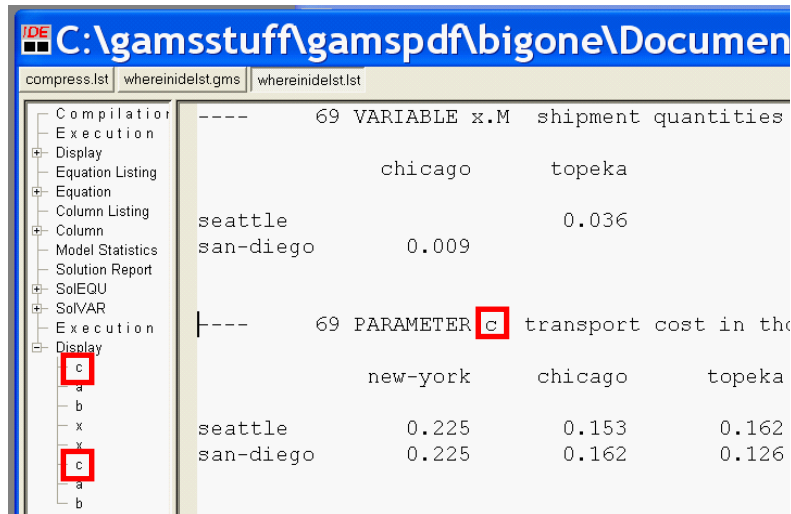 IDE C:\gamsstuff\gamspdf\bigone\Documen
compress.lst whereinidelst.gms whereinidelst.lst
Compilation
Execution
Display
Equation Listing
Equation
Column Listing
Column
Model Statistics
Solution Report
SolEQU
SolVAR
Execution
Display
c
a
b
x
x
c
a
b
---- 69 VARIABLE x.M shipment quantities
chicago topeka
seattle 0.036
san-diego 0.009
---- 69 PARAMETER c transport cost in tho
new-york chicago topeka
seattle 0.225 0.153 0.162
san-diego 0.225 0.162 0.126